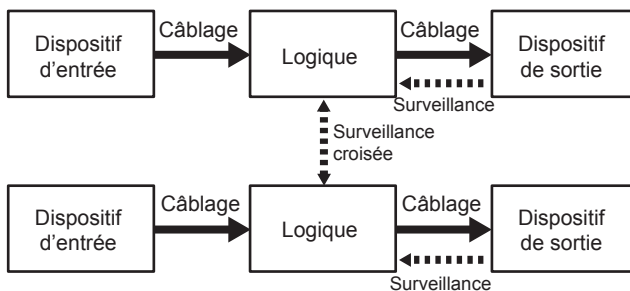 Câblage
Câblage
Dispositif
d'entrée
Logique
Dispositif
de sortie
Surveillance
Surveillance
croisée
Câblage
Câblage
Dispositif
d'entrée
Logique
Dispositif
de sortie
Surveillance